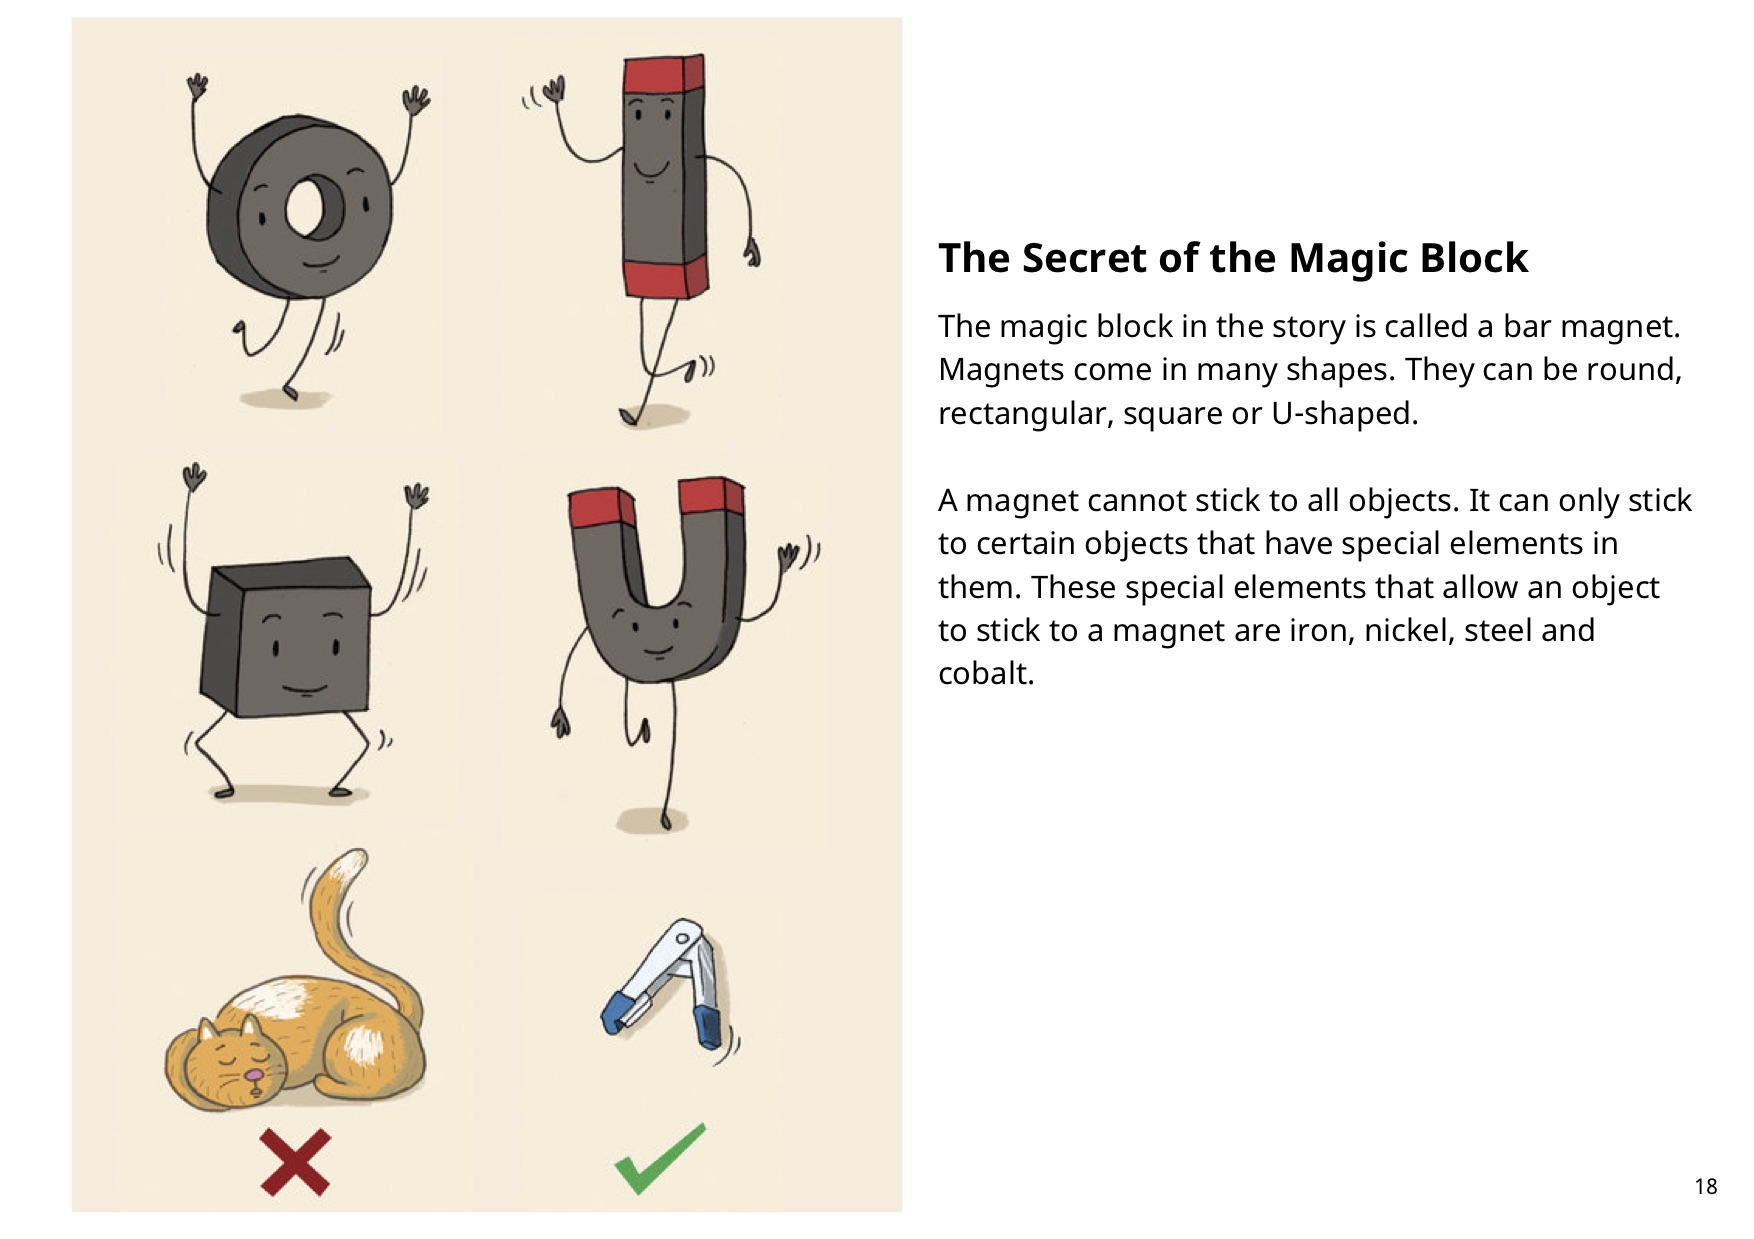 The Secret of the Magic Block
The magic block in the story is called a bar magnet.
Magnets come in many shapes. They can be round,
rectangular, square or U-shaped.
A magnet cannot stick to all objects. It can only stick
to certain objects that have special elements in
them. These special elements that allow an object
to stick to a magnet are iron, nickel, steel and
cobalt.
18